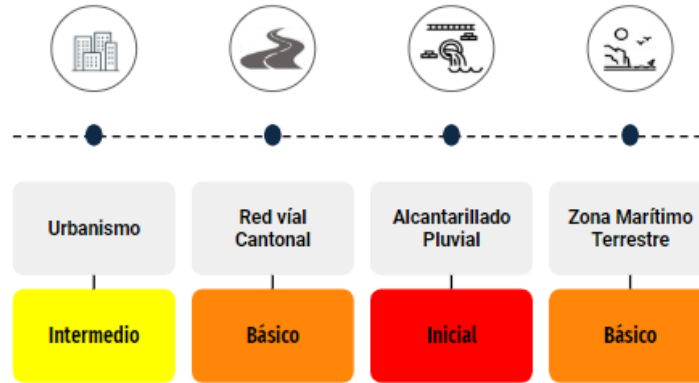 Urbanismo
Red víal
Cantonal
Alcantarillado
Pluvial
Zona Marítimo
Terrestre
Intermedio
Básico
Inicial
Básico